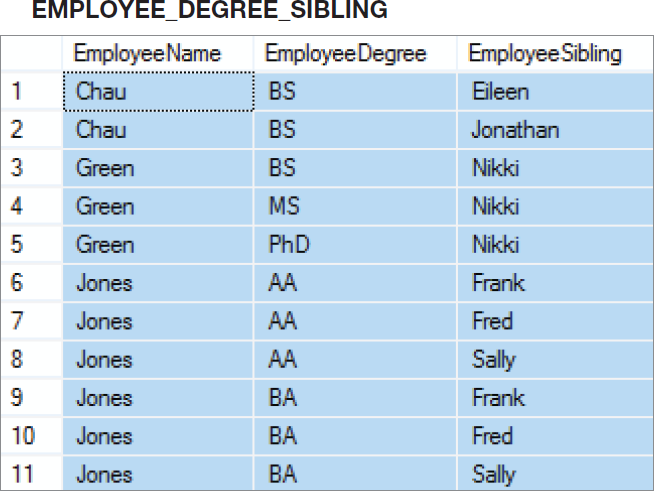 EMPLOYEE_DEGREE_SIBLING
EmployeeName EmployeeDegree EmployeeSibling
1 Chau BS Eileen
2 Chau BS Jonathan
3 Green BS Nikki
4 Green MS Nikki
5 Green PhD Nikki
6 Jones AA Frank
7 Jones AA Fred
8 Jones AA Sally
9 Jones BA Frank
10 Jones BA Fred
11 Jones BA Sally